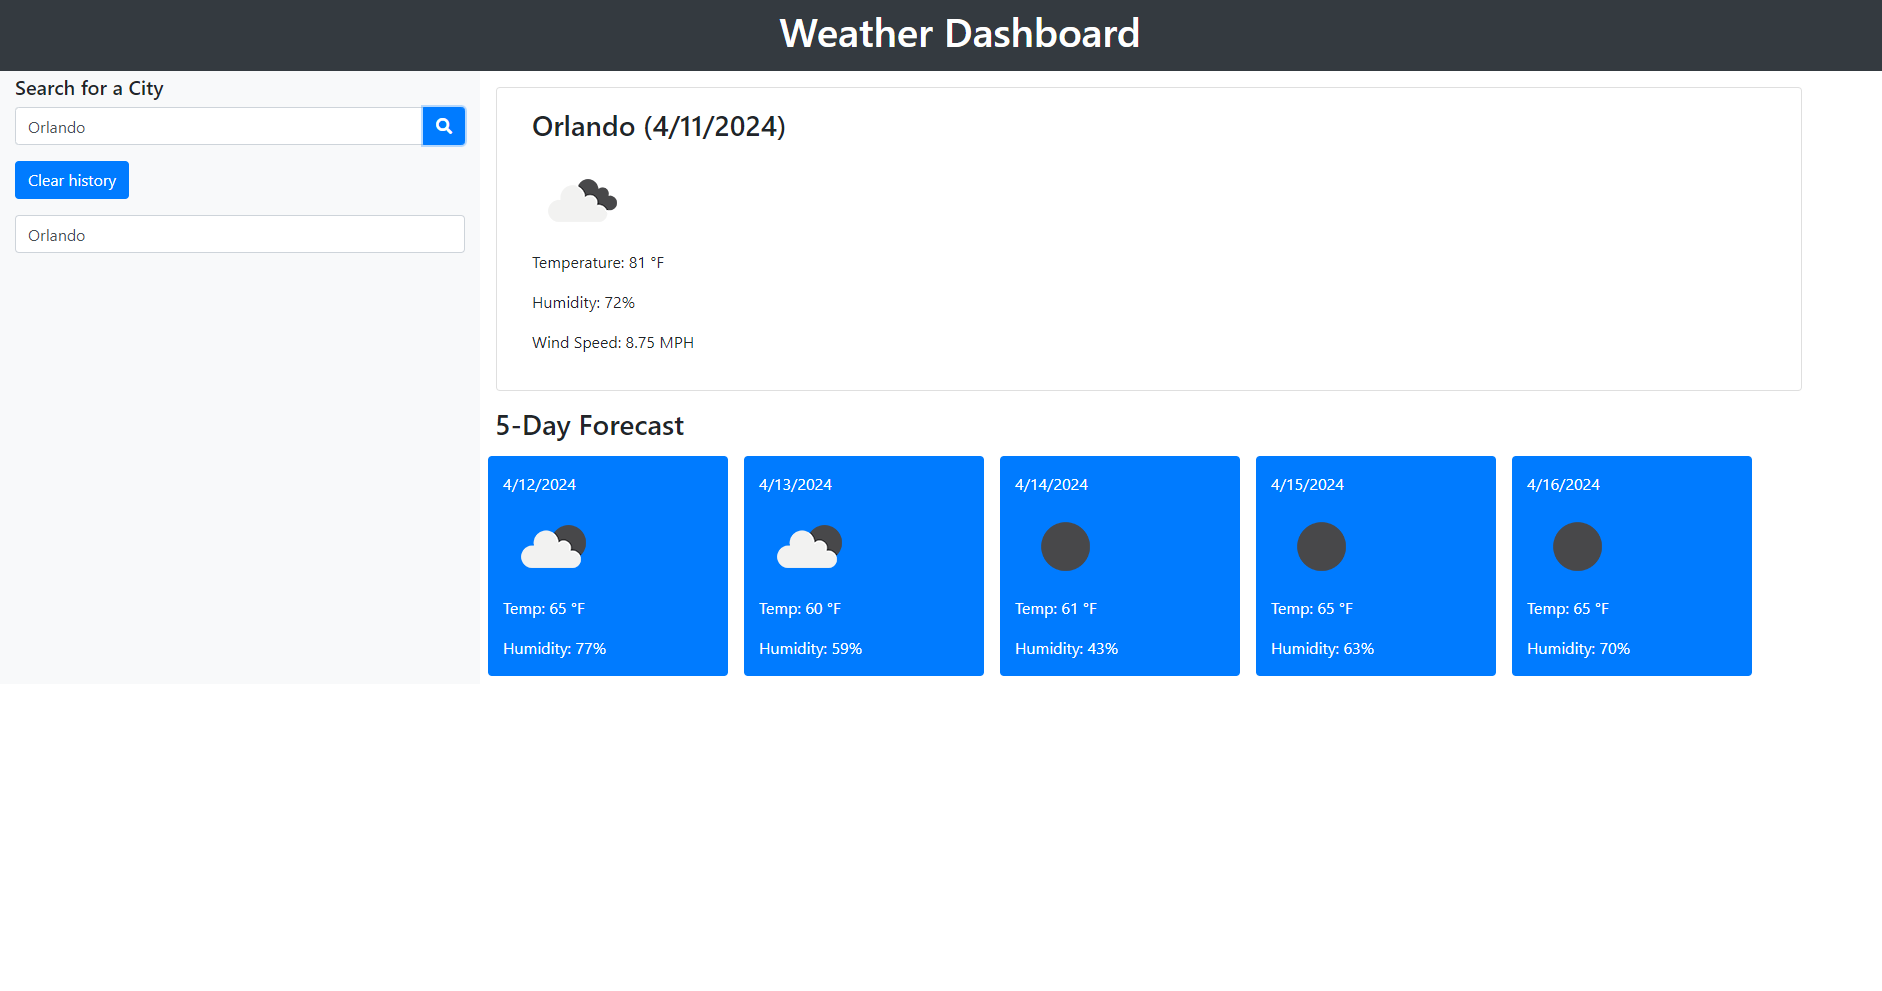 Weather Dashboard
Search for a City
Orlando
Clear history
Orlando
Orlando (4/11/2024)
Temperature: 81 °F
Humidity: 72%
Wind Speed: 8.75 MPH
5-Day Forecast
4/12/2024
Temp: 65 °F
Humidity: 77%
4/13/2024
Temp: 60 °F
Humidity: 59%
4/14/2024
Temp: 61 °F
Humidity: 43%
4/15/2024
Temp: 65 °F
Humidity: 63%
4/16/2024
Temp: 65 °F
Humidity: 70%